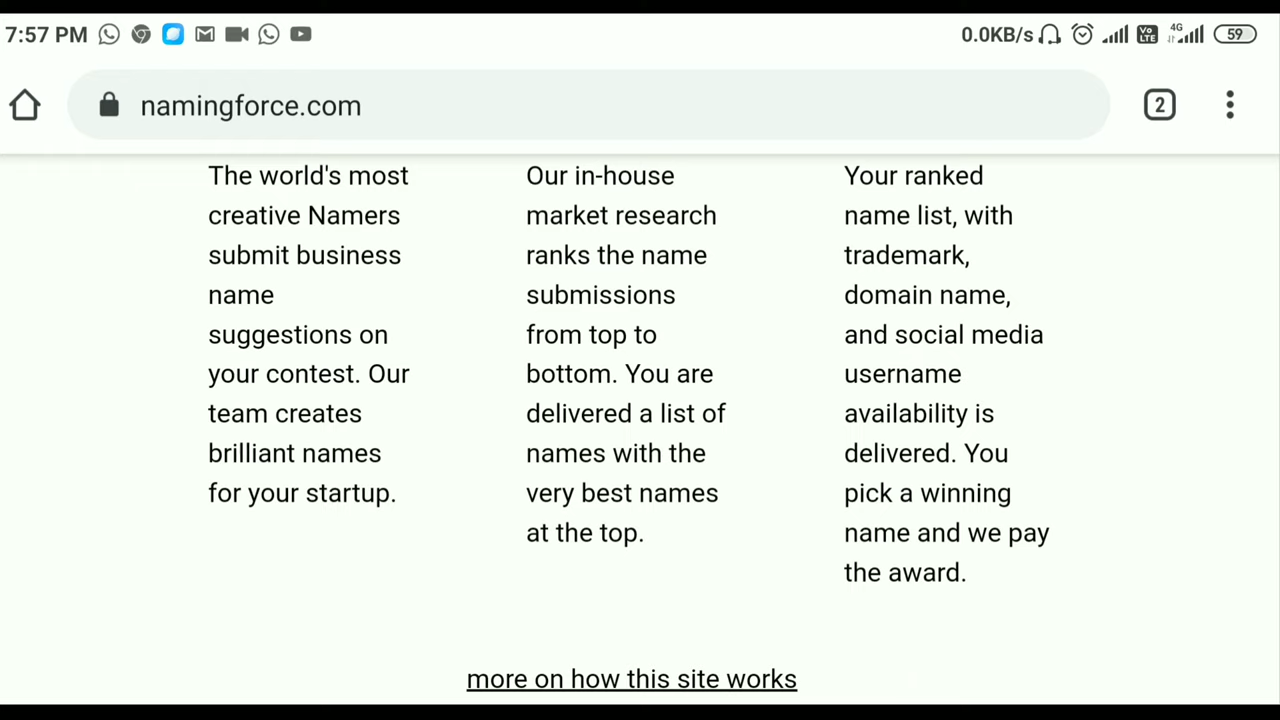 7:57 PM
0.0KB/s
Vo LTE
4G
59
namingforce.com
2
The world's most
creative Namers
submit business
name
suggestions on
your contest. Our
team creates
brilliant names
for your startup.
Our in-house
market research
ranks the name
submissions
from top to
bottom. You are
delivered a list of
names with the
very best names
at the top.
Your ranked
name list, with
trademark,
domain name,
and social media
username
availability is
delivered. You
pick a winning
name and we pay
the award.
more on how this site works